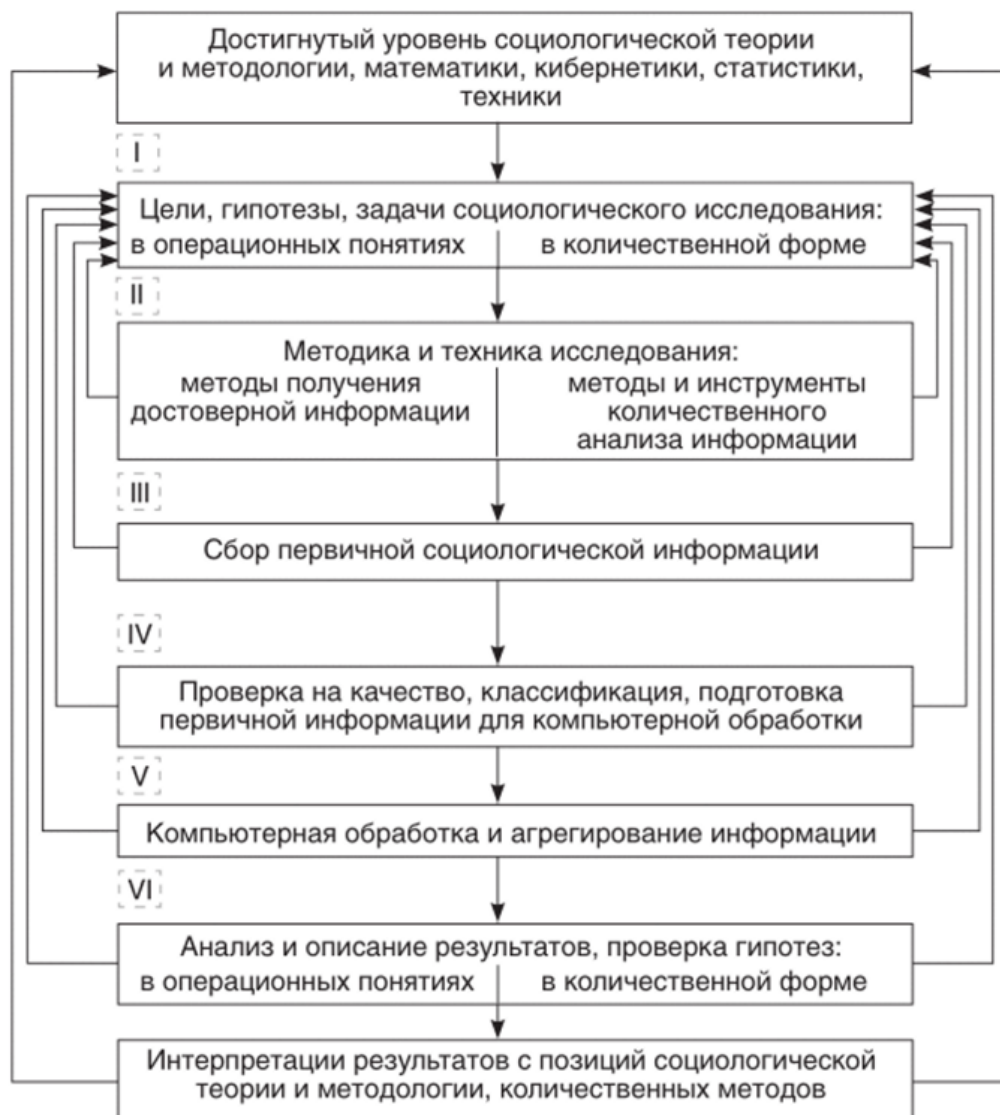 Достигнутый уровень социологической теории
и методологии, математики, кибернетики, статистики,
техники
I
Цели, гипотезы, задачи социологического исследования:
в операционных понятиях в количественной форме
II
Методика и техника исследования:
методы получения методы и инструменты
достоверной информации количественного
анализа информации
III
Сбор первичной социологической информации
IV
Проверка на качество, классификация, подготовка
первичной информации для компьютерной обработки
V
Компьютерная обработка и агрегирование информации
VI
Анализ и описание результатов, проверка гипотез:
в операционных понятиях в количественной форме
Интерпретации результатов с позиций социологической
теории и методологии, количественных методов